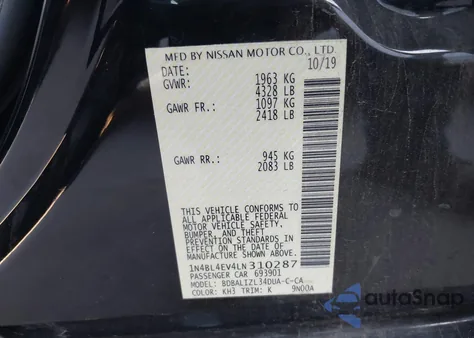 MFD BY NISSAN MOTOR CO., LTD.
DATE: 10/19
GVWR: 1963 KG
4328 LB
GAWR FR.: 1097 KG
2418 LB
GAWR RR.: 945 KG
2083 LB
THIS VEHICLE CONFORMS TO
ALL APPLICABLE FEDERAL
MOTOR VEHICLE SAFETY,
BUMPER, AND THEFT
PREVENTION STANDARDS IN
EFFECT ON THE DATE OF
MANUFACTURE SHOWN ABOVE.
1N4BL4EV4LN310287
PASSENGER CAR 693901
MODEL: BDBALIZL34DUA-C-CA
COLOR: KH3 TRIM: K 9N00A
autoSnap